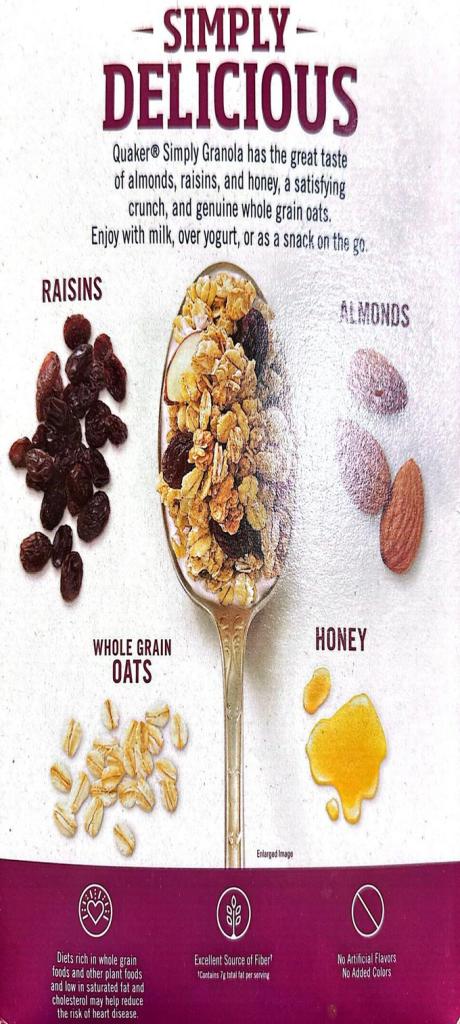 SIMPLY
DELICIOUS
Quaker® Simply Granola has the great taste
of almonds, raisins, and honey, a satisfying
crunch, and genuine whole grain oats.
Enjoy with milk, over yogurt, or as a snack on the go.
RAISINS
ALMONDS
WHOLE GRAIN
OATS
HONEY
Enlarged Image
Diets rich in whole grain
foods and other plant foods
and low in saturated fat and
cholesterol may help reduce
the risk of heart disease.
Excellent Source of Fiber†
†Contains 7g total fat per serving
No Artificial Flavors
No Added Colors